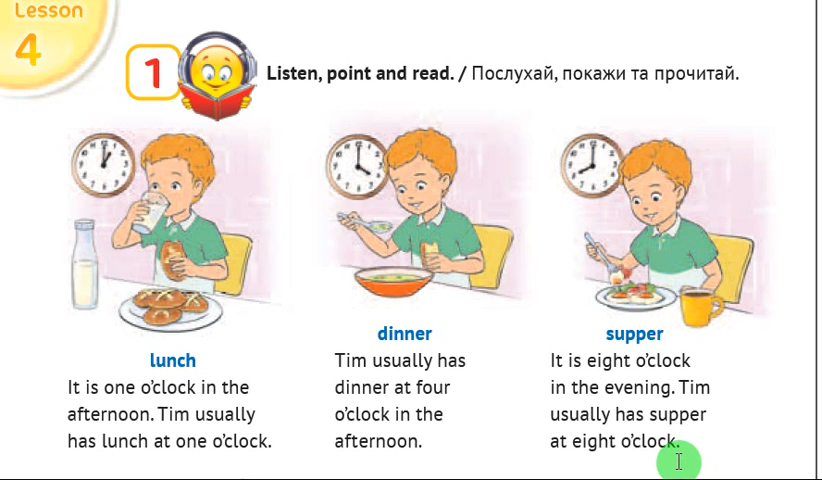 Lesson
4
1
Listen, point and read. / Послухай, покажи та прочитай.
lunch
It is one o'clock in the
afternoon. Tim usually
has lunch at one o'clock.
dinner
Tim usually has
dinner at four
o'clock in the
afternoon.
supper
It is eight o'clock
in the evening. Tim
usually has supper
at eight o'clock.